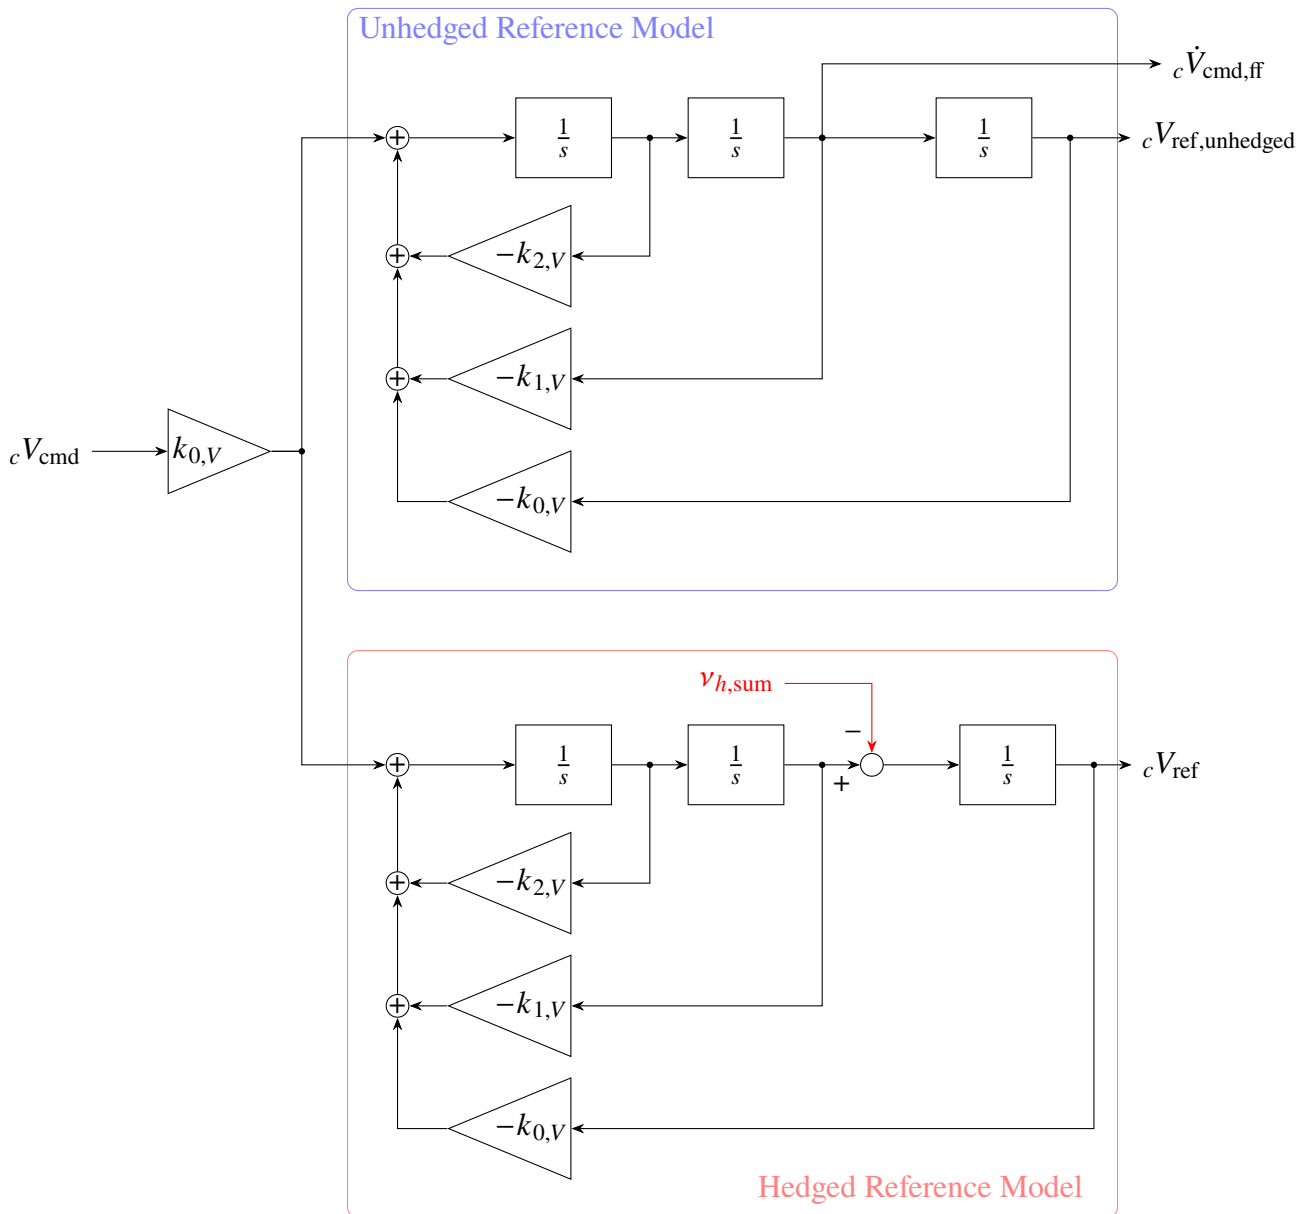 Unhedged Reference Model
cV̇cmd,ff
+ 1/s 1/s 1/s cVref,unhedged
+ −k2,V
+ −k1,V
cVcmd k0,V
−k0,V
νh,sum
−
+ 1/s 1/s + 1/s cVref
+ −k2,V
+ −k1,V
−k0,V
Hedged Reference Model